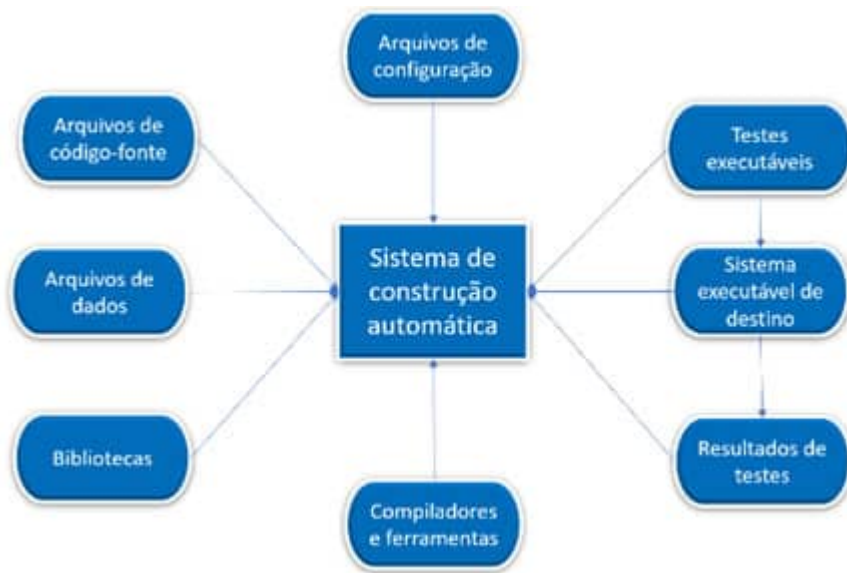 Arquivos de
configuração
Arquivos de
código-fonte
Testes
executáveis
Sistema de
construção
automática
Arquivos de
dados
Sistema
executável de
destino
Bibliotecas
Compiladores
e ferramentas
Resultados de
testes